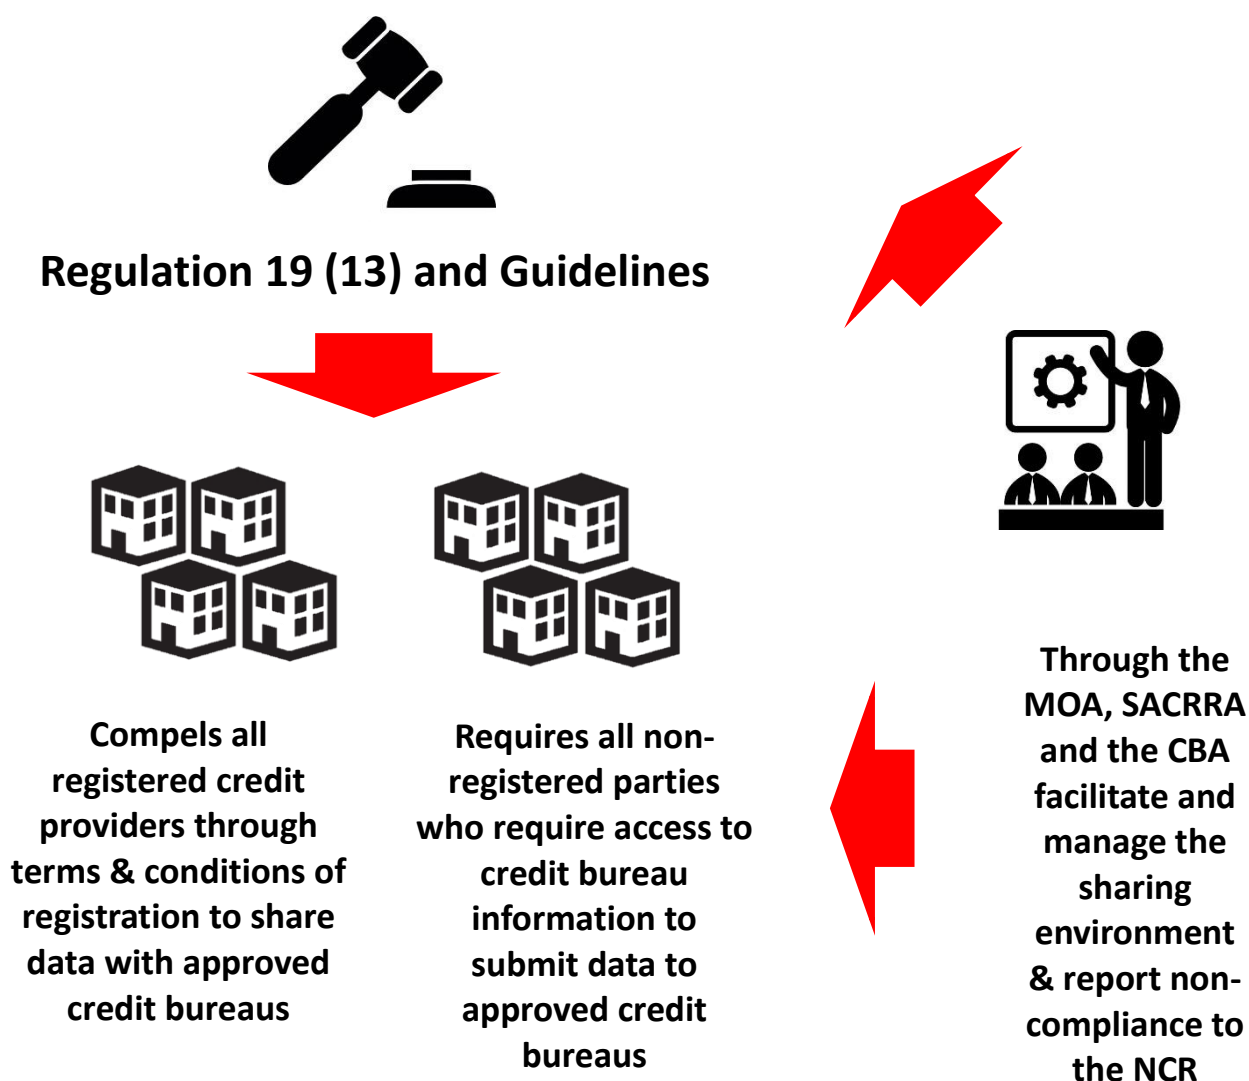 Regulation 19 (13) and Guidelines
Compels all
registered credit
providers through
terms & conditions of
registration to share
data with approved
credit bureaus
Requires all non-
registered parties
who require access to
credit bureau
information to
submit data to
approved credit
bureaus
Through the
MOA, SACRRA
and the CBA
facilitate and
manage the
sharing
environment
& report non-
compliance to
the NCR